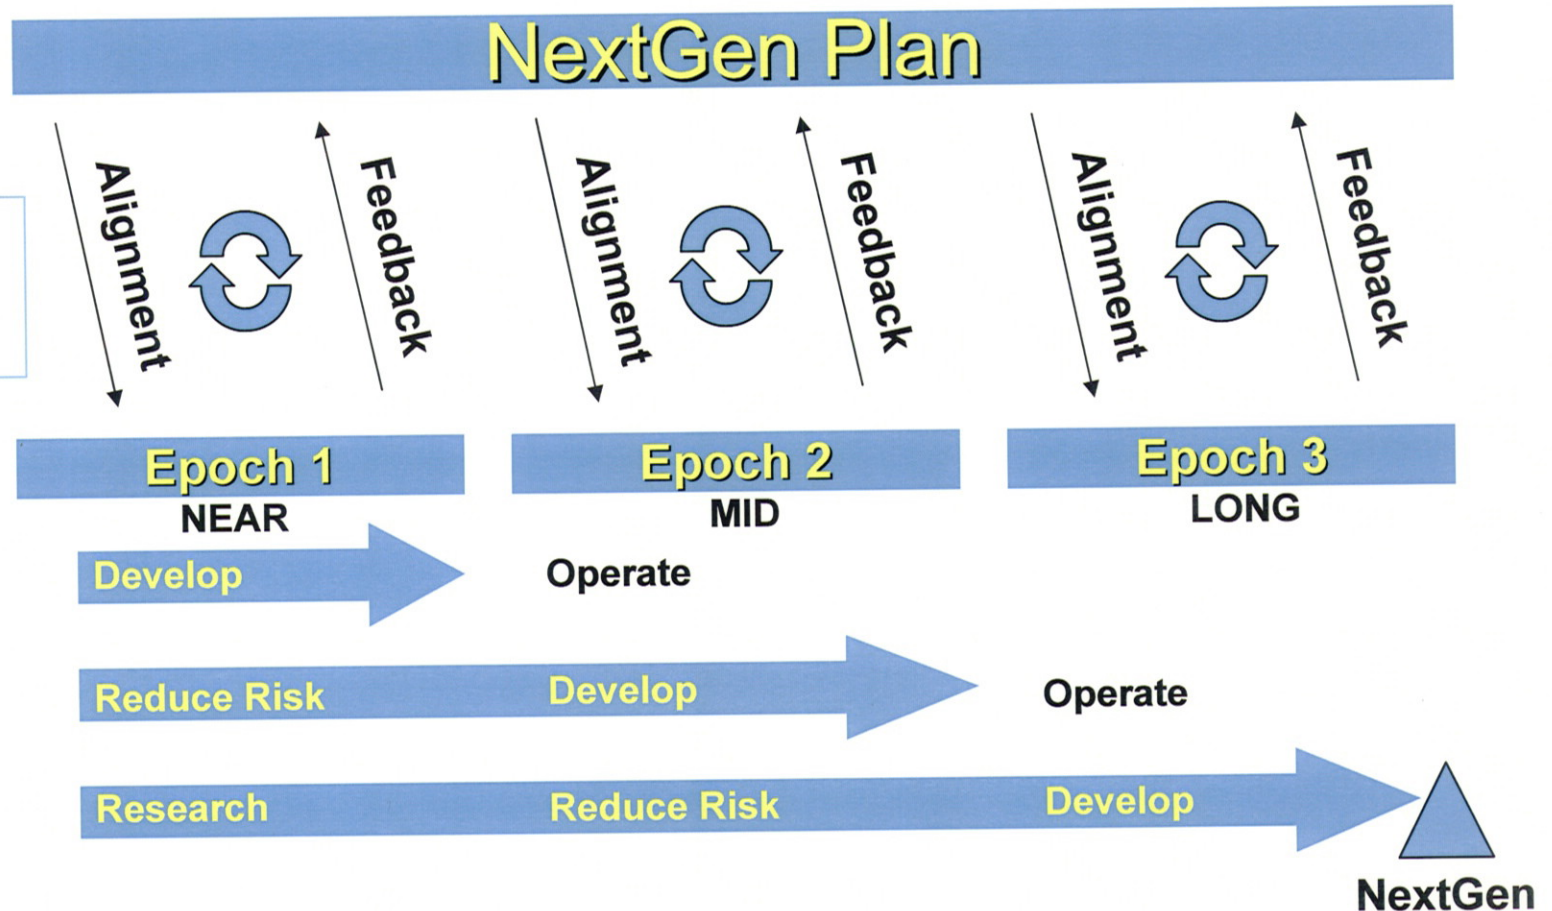 NextGen Plan
Alignment
Feedback
Alignment
Feedback
Alignment
Feedback
Epoch 1
Epoch 2
Epoch 3
NEAR
MID
LONG
Develop
Operate
Reduce Risk
Develop
Operate
Research
Reduce Risk
Develop
NextGen